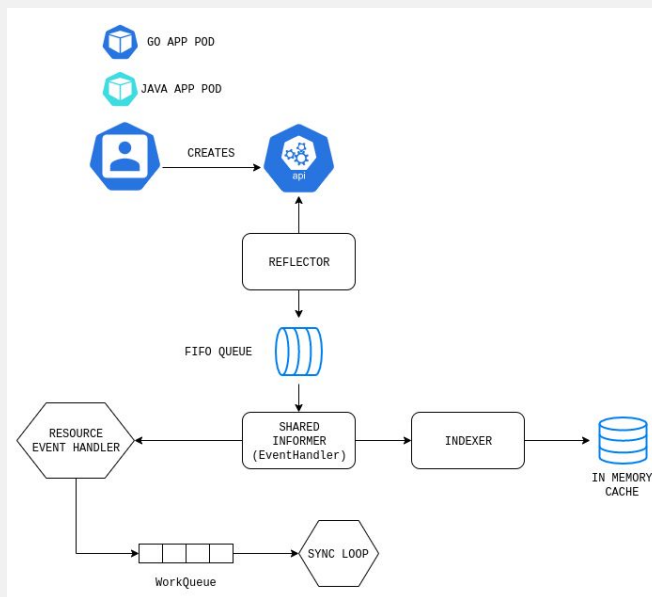 GO APP POD
JAVA APP POD
CREATES
api
REFLECTOR
FIFO QUEUE
RESOURCE
EVENT HANDLER
SHARED
INFORMER
(EventHandler)
INDEXER
IN MEMORY
CACHE
WorkQueue
SYNC LOOP